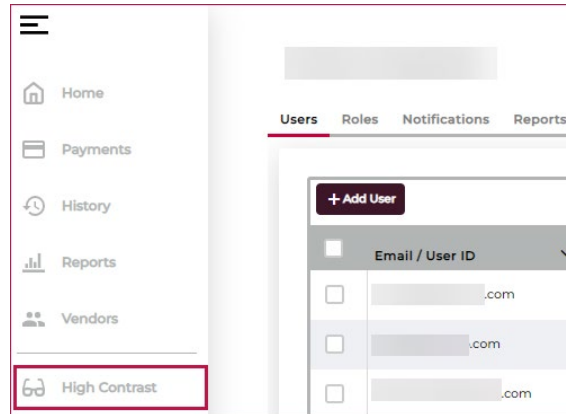 Home
Payments
History
Reports
Vendors
High Contrast
Users Roles Notifications Reports
+ Add User
Email / User ID
.com
.com
.com